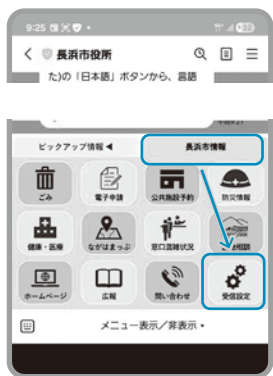 9:25
長浜市役所
た)の「日本語」ボタンから、言語
ピックアップ情報◀ 長浜市情報
ごみ 電子申請 公共施設予約 防災情報
健康・医療 ながはまっぷ 窓口混雑状況 相談
ホームページ 広報 問い合わせ 受信設定
メニュー表示/非表示▾